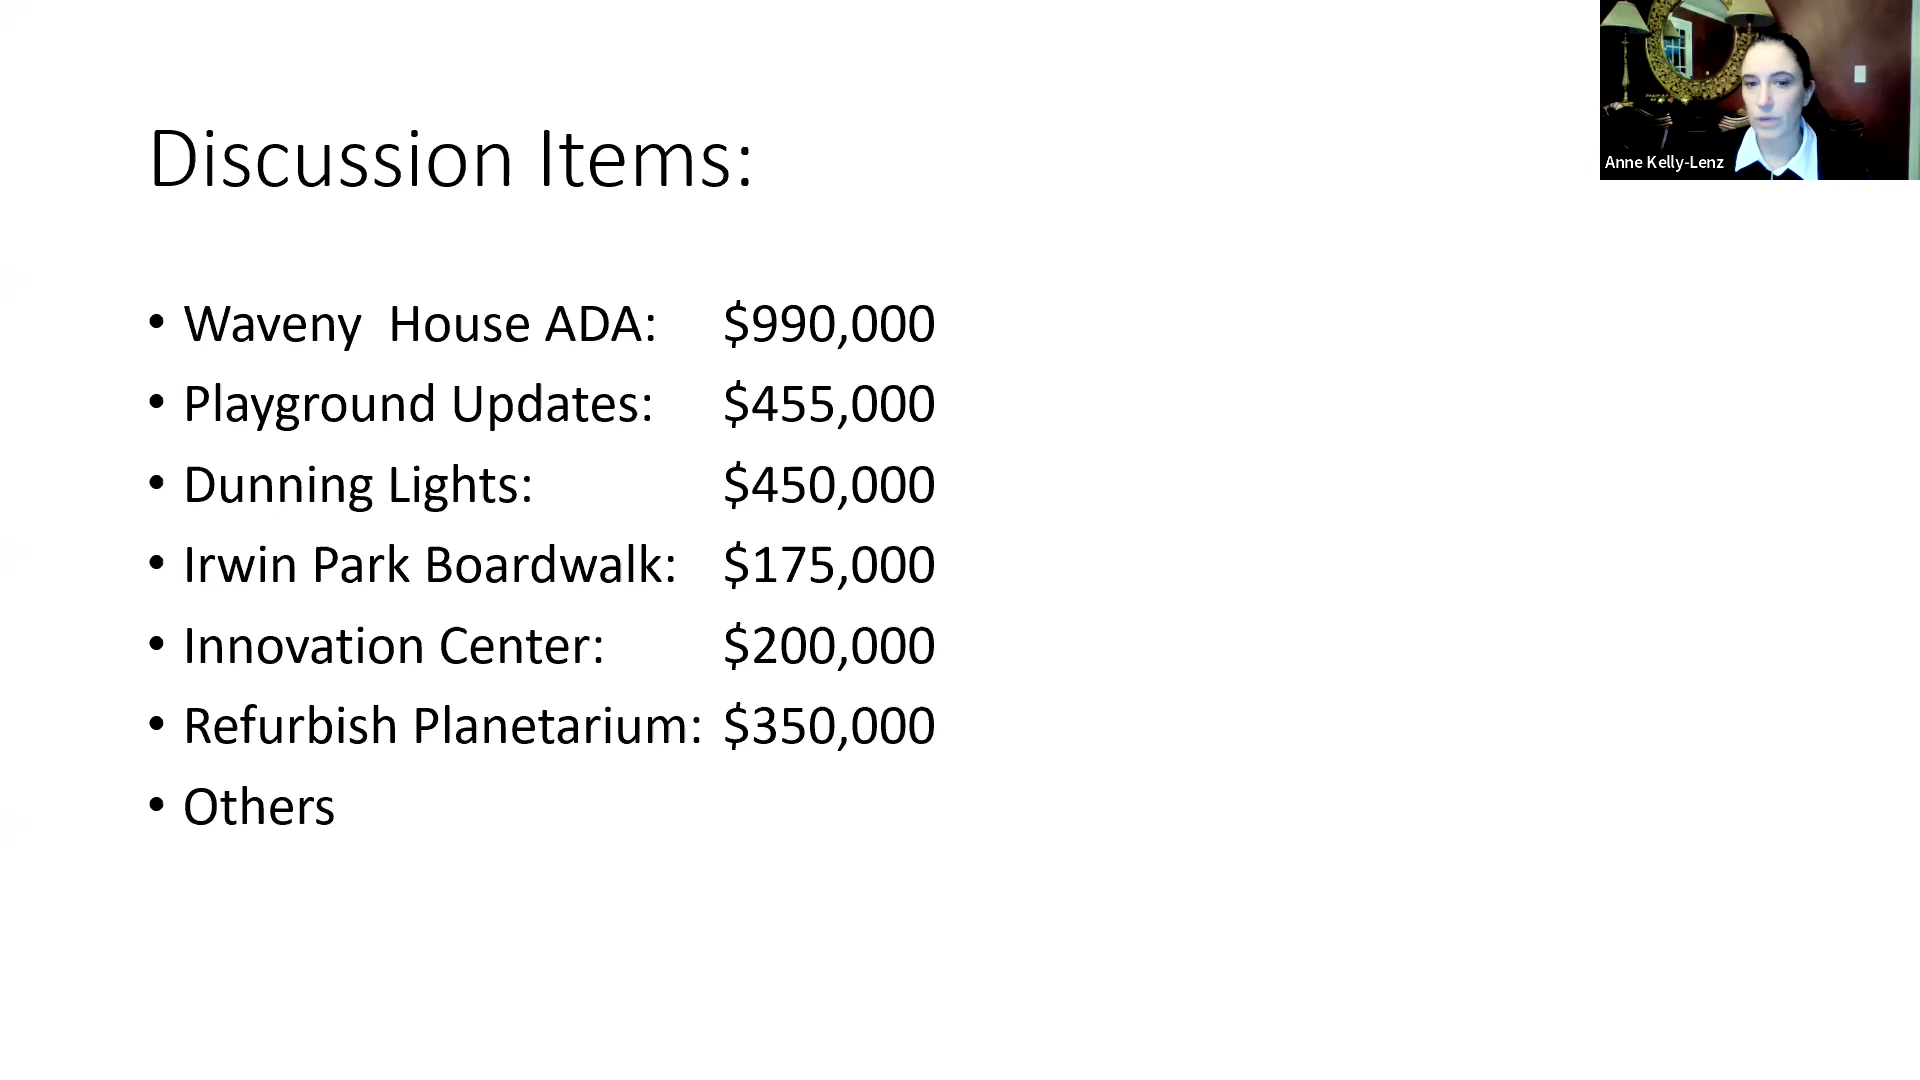 Discussion Items:
• Waveny  House ADA: $990,000
• Playground Updates: $455,000
• Dunning Lights: $450,000
• Irwin Park Boardwalk: $175,000
• Innovation Center: $200,000
• Refurbish Planetarium: $350,000
• Others
Anne Kelly-Lenz